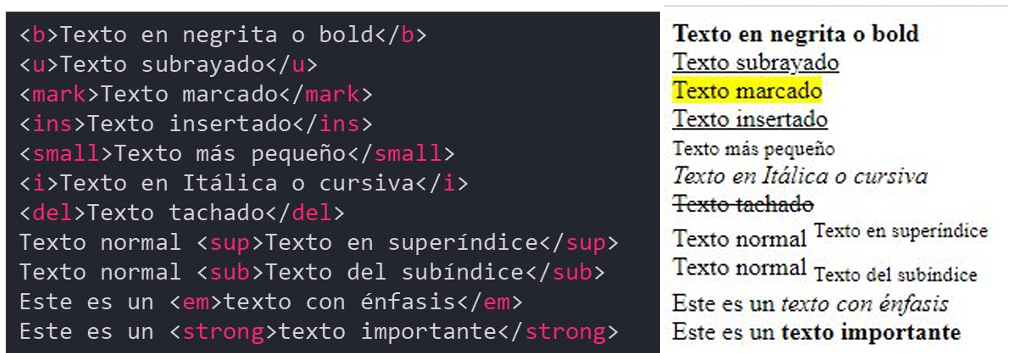 <b>Texto en negrita o bold</b>
<u>Texto subrayado</u>
<mark>Texto marcado</mark>
<ins>Texto insertado</ins>
<small>Texto más pequeño</small>
<i>Texto en Itálica o cursiva</i>
<del>Texto tachado</del>
Texto normal <sup>Texto en superíndice</sup>
Texto normal <sub>Texto del subíndice</sub>
Este es un <em>texto con énfasis</em>
Este es un <strong>texto importante</strong>
Texto en negrita o bold
Texto subrayado
Texto marcado
Texto insertado
Texto más pequeño
Texto en Itálica o cursiva
Texto tachado
Texto normal Texto en superíndice
Texto normal Texto del subíndice
Este es un texto con énfasis
Este es un texto importante